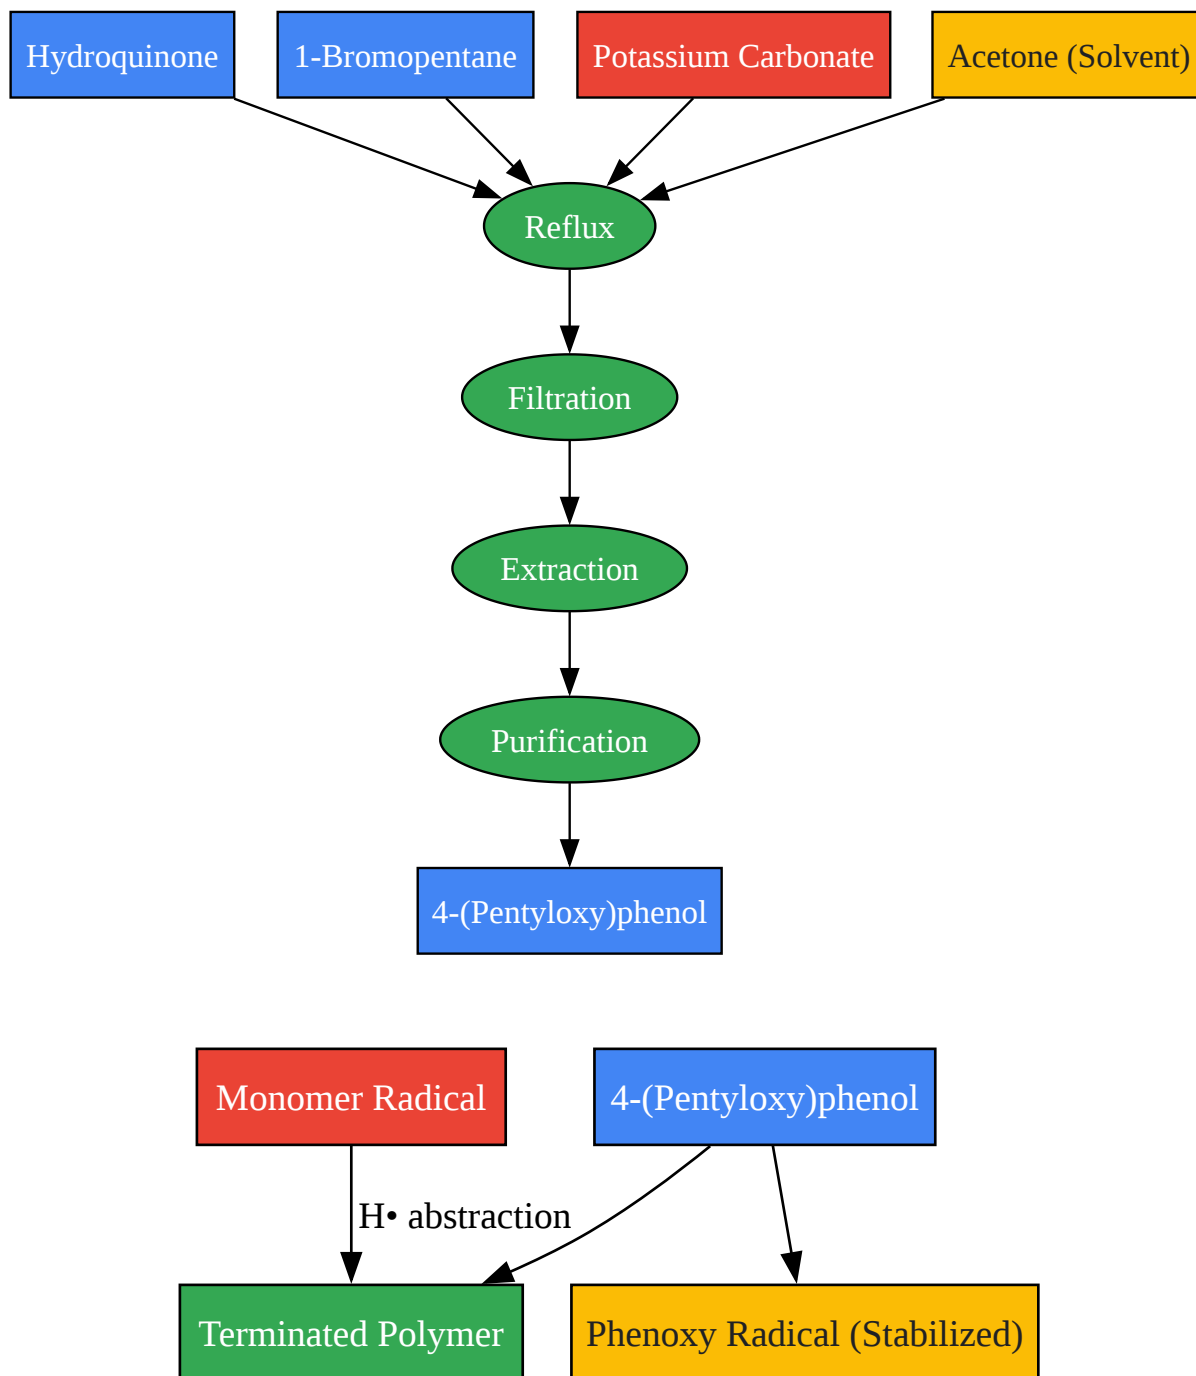 Hydroquinone
1-Bromopentane
Potassium Carbonate
Acetone (Solvent)
Reflux
Filtration
Extraction
Purification
4-(Pentyloxy)phenol
Monomer Radical
4-(Pentyloxy)phenol
H• abstraction
Terminated Polymer
Phenoxy Radical (Stabilized)